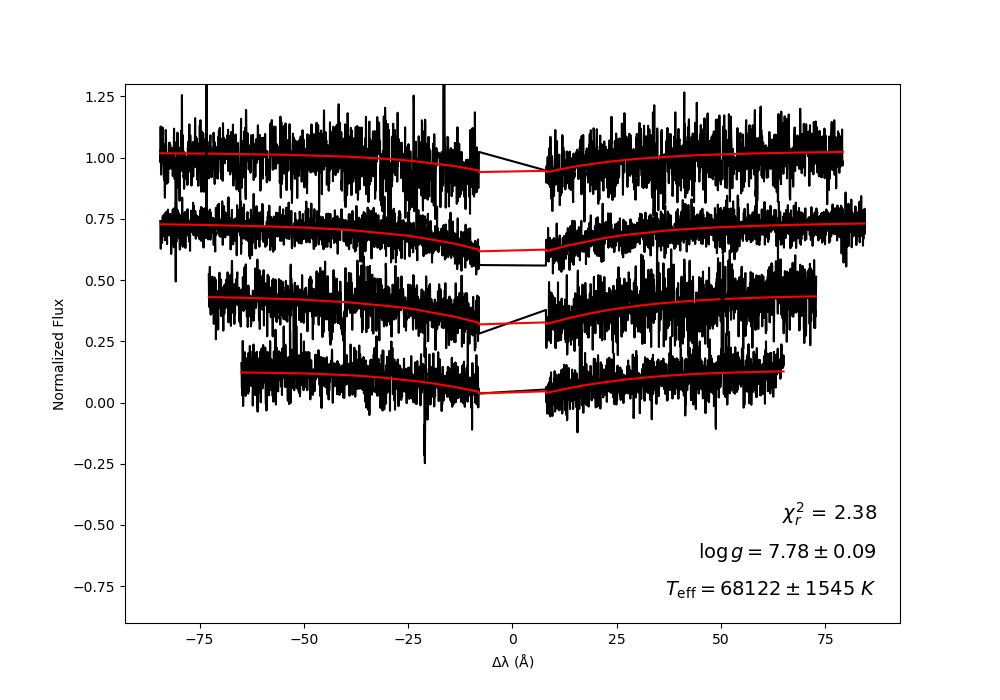 1.25
1.00
0.75
0.50
0.25
0.00
−0.25
−0.50
−0.75
Normalized Flux
χ²ᵣ = 2.38
log g = 7.78 ± 0.09
T_eff = 68122 ± 1545 K
−75 −50 −25 0 25 50 75
Δλ (Å)